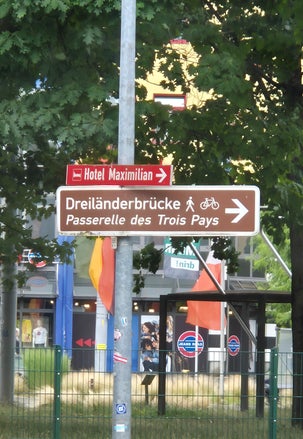 Hotel Maximilian
Dreiländerbrücke
Passerelle des Trois Pays